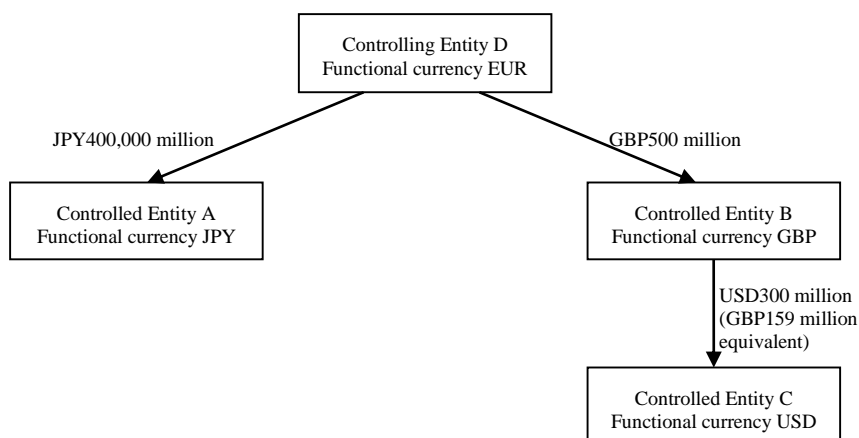 Controlling Entity D
Functional currency EUR
JPY400,000 million
GBP500 million
Controlled Entity A
Functional currency JPY
Controlled Entity B
Functional currency GBP
USD300 million
(GBP159 million
equivalent)
Controlled Entity C
Functional currency USD